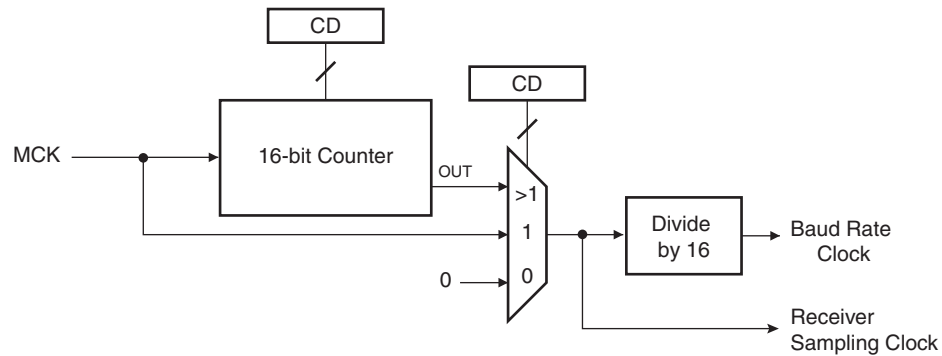 CD
CD
MCK
16-bit Counter
OUT
>1
1
0
0
Divide
by 16
Baud Rate
Clock
Receiver
Sampling Clock